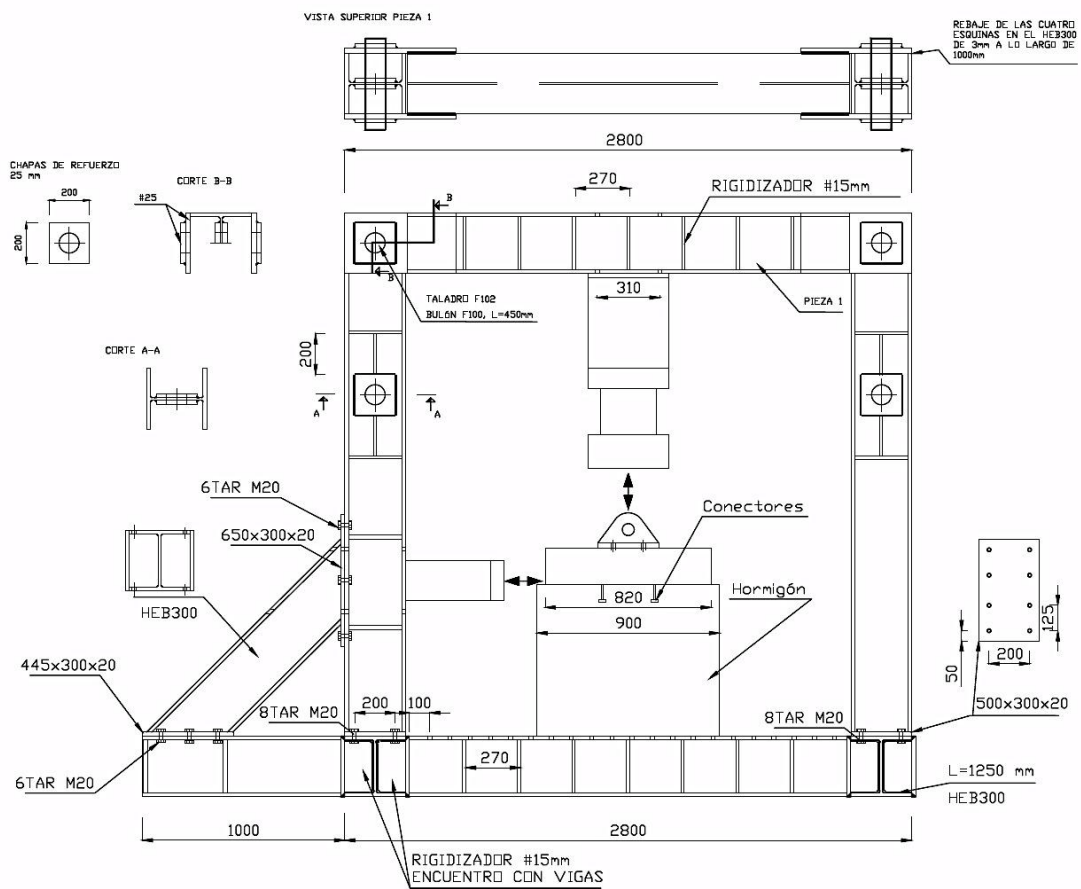 VISTA SUPERIOR PIEZA 1
REBAJE DE LAS CUATRO
ESQUINAS EN EL HEB300
DE 3mm A LO LARGO DE
1000mm
2800
CHAPAS DE REFUERZO
25 mm
200
200
CORTE B-B
#25
270
RIGIDIZADOR #15mm
B
B
TALADRO F102
BULÓN F100, L=450mm
310
PIEZA 1
200
CORTE A-A
A
A
6TAR M20
650x300x20
HEB300
Conectores
Hormigón
820
900
125
200
50
445x300x20
200
100
8TAR M20
8TAR M20
500x300x20
6TAR M20
270
L=1250 mm
HEB300
1000
2800
RIGIDIZADOR #15mm
ENCUENTRO CON VIGAS